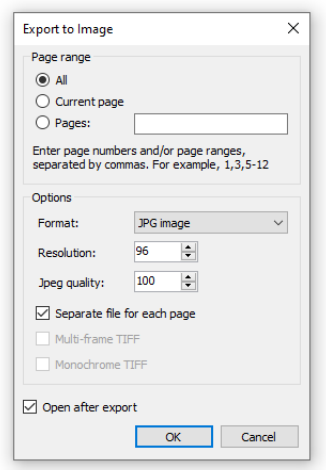 Export to Image
Page range
All
Current page
Pages:
Enter page numbers and/or page ranges,
separated by commas. For example, 1,3,5-12
Options
Format: JPG image
Resolution: 96
Jpeg quality: 100
Separate file for each page
Multi-frame TIFF
Monochrome TIFF
Open after export
OK Cancel